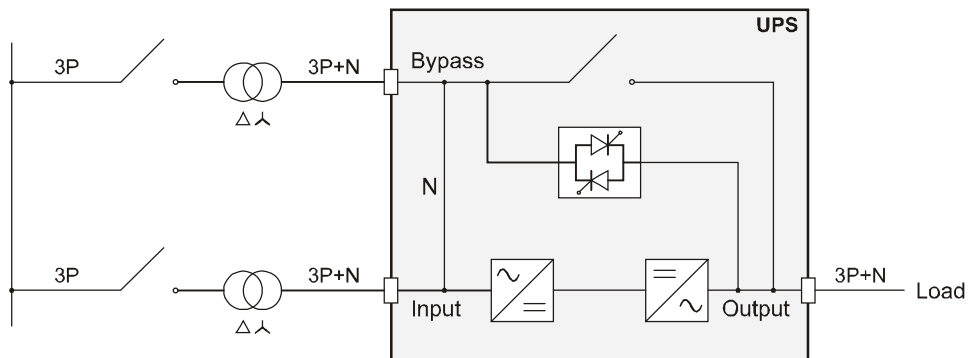 UPS
3P
3P+N
Bypass
N
3P
3P+N
Input
Output
3P+N
Load